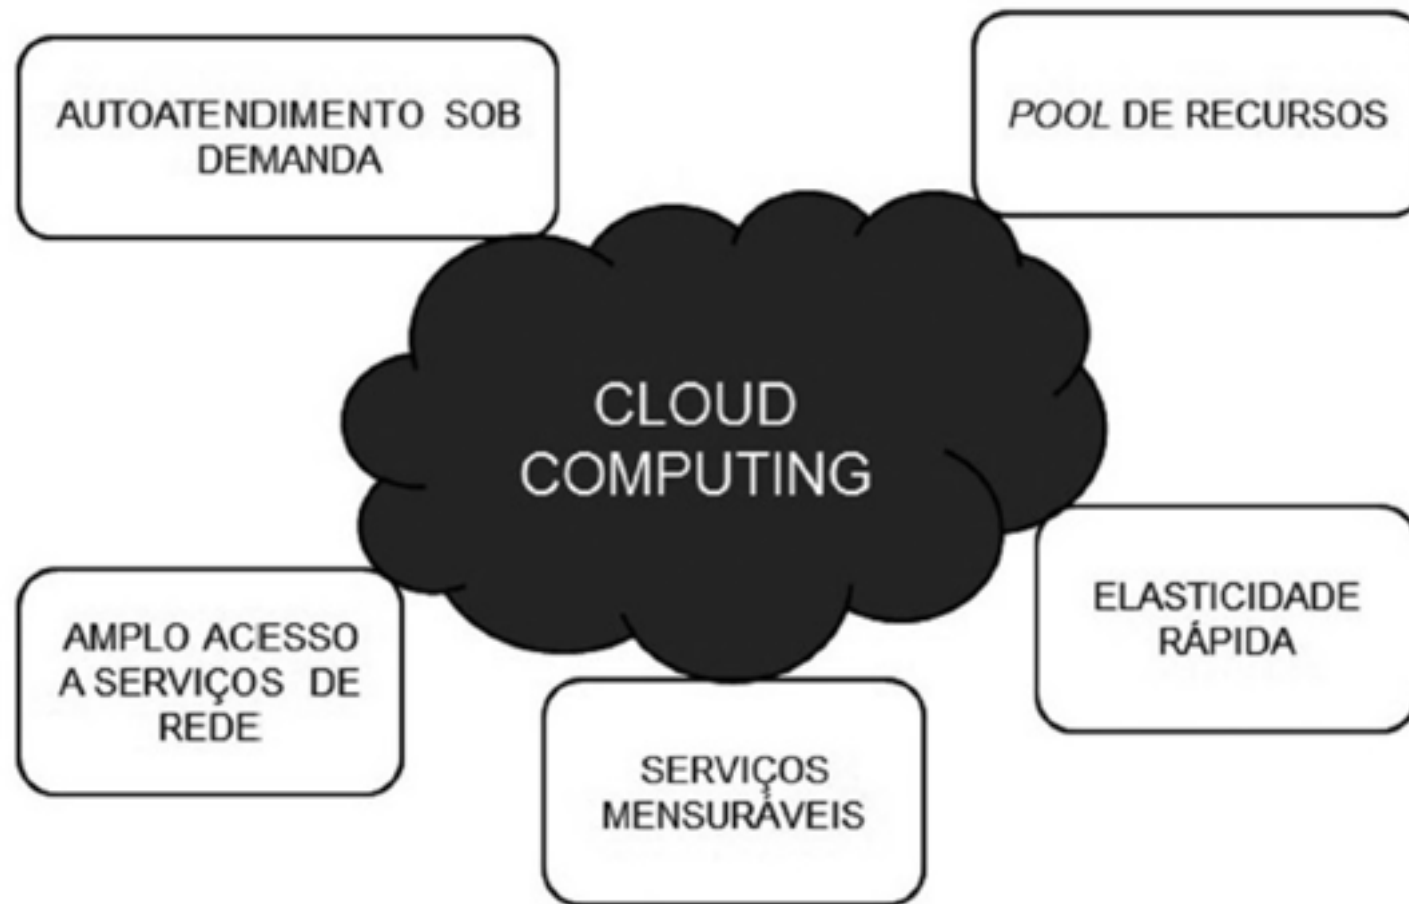 AUTOATENDIMENTO SOB
DEMANDA
POOL DE RECURSOS
CLOUD
COMPUTING
AMPLO ACESSO
A SERVIÇOS DE
REDE
SERVIÇOS
MENSURÁVEIS
ELASTICIDADE
RÁPIDA